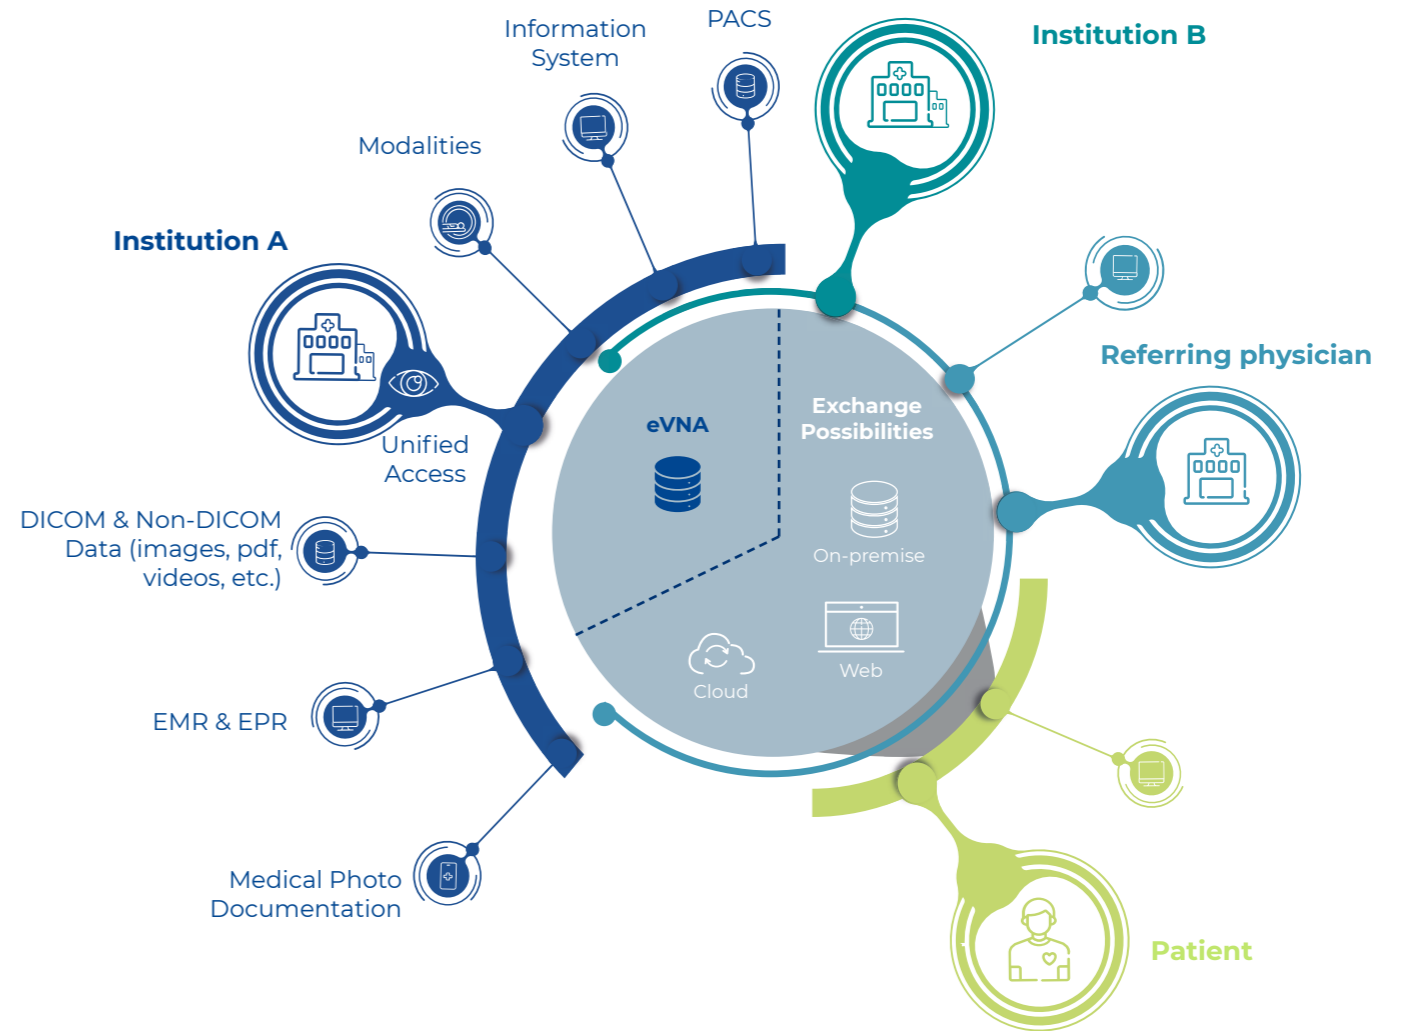 Information
System
PACS
Institution B
Modalities
Institution A
Unified
Access
Referring physician
eVNA
Exchange
Possibilities
On-premise
DICOM & Non-DICOM
Data (images, pdf,
videos, etc.)
Web
Cloud
EMR & EPR
Medical Photo
Documentation
Patient